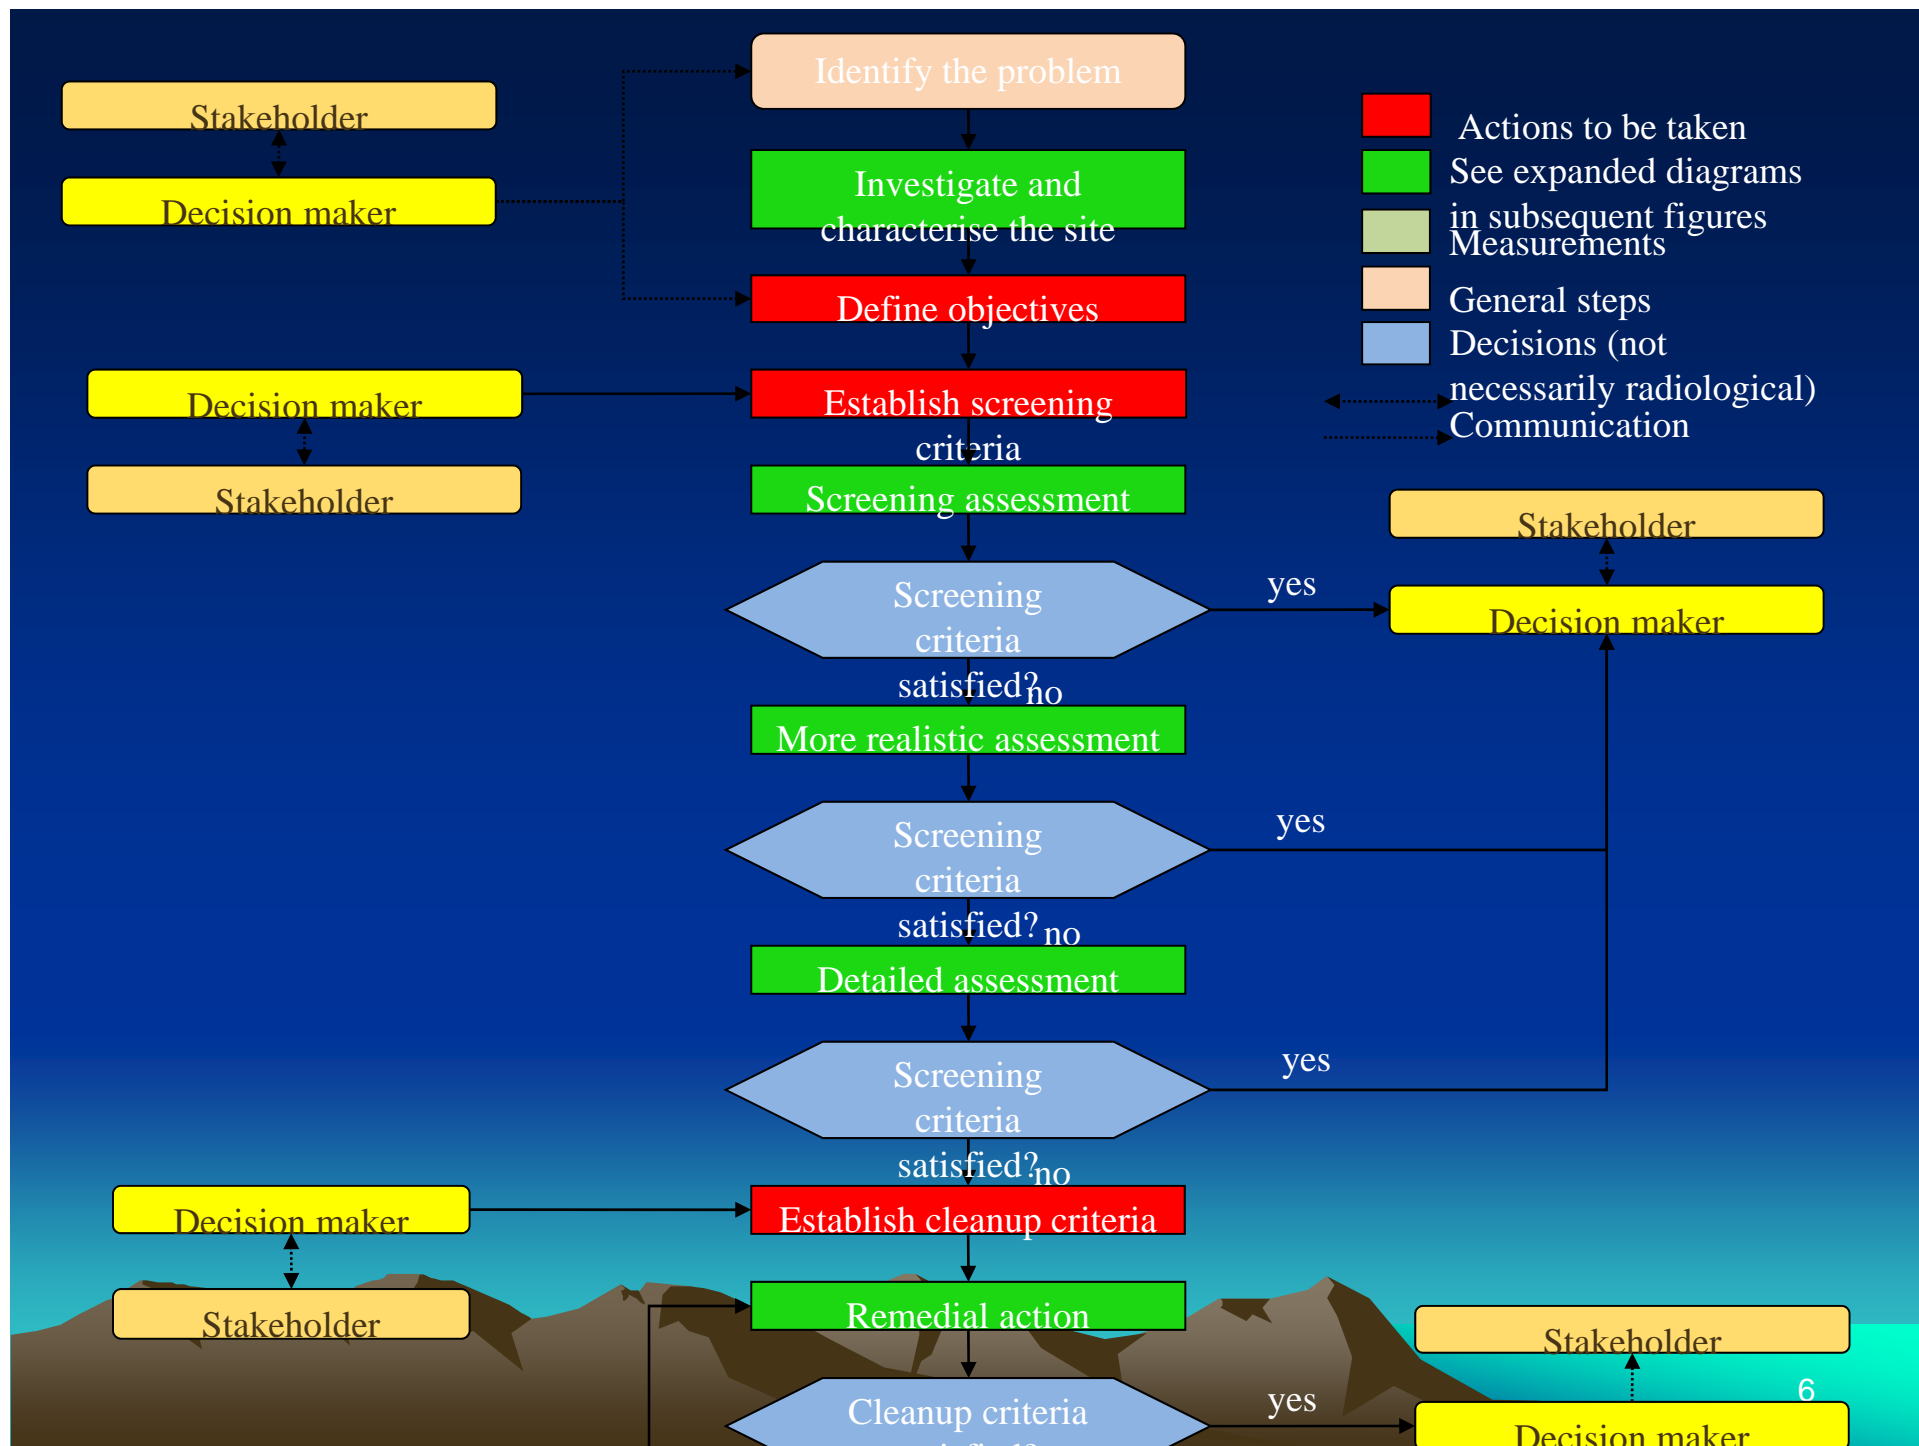 Identify the problem
Stakeholder
Decision maker
Investigate and
characterise the site
Define objectives
Actions to be taken
See expanded diagrams
in subsequent figures
Measurements
General steps
Decisions (not
necessarily radiological)
Communication
Decision maker
Stakeholder
Establish screening
criteria
Screening assessment
Stakeholder
Decision maker
Screening
criteria
satisfied?
yes
no
More realistic assessment
Screening
criteria
satisfied?
yes
no
Detailed assessment
Screening
criteria
satisfied?
yes
no
Decision maker
Stakeholder
Establish cleanup criteria
Remedial action
Cleanup criteria
yes
Stakeholder
Decision maker
6